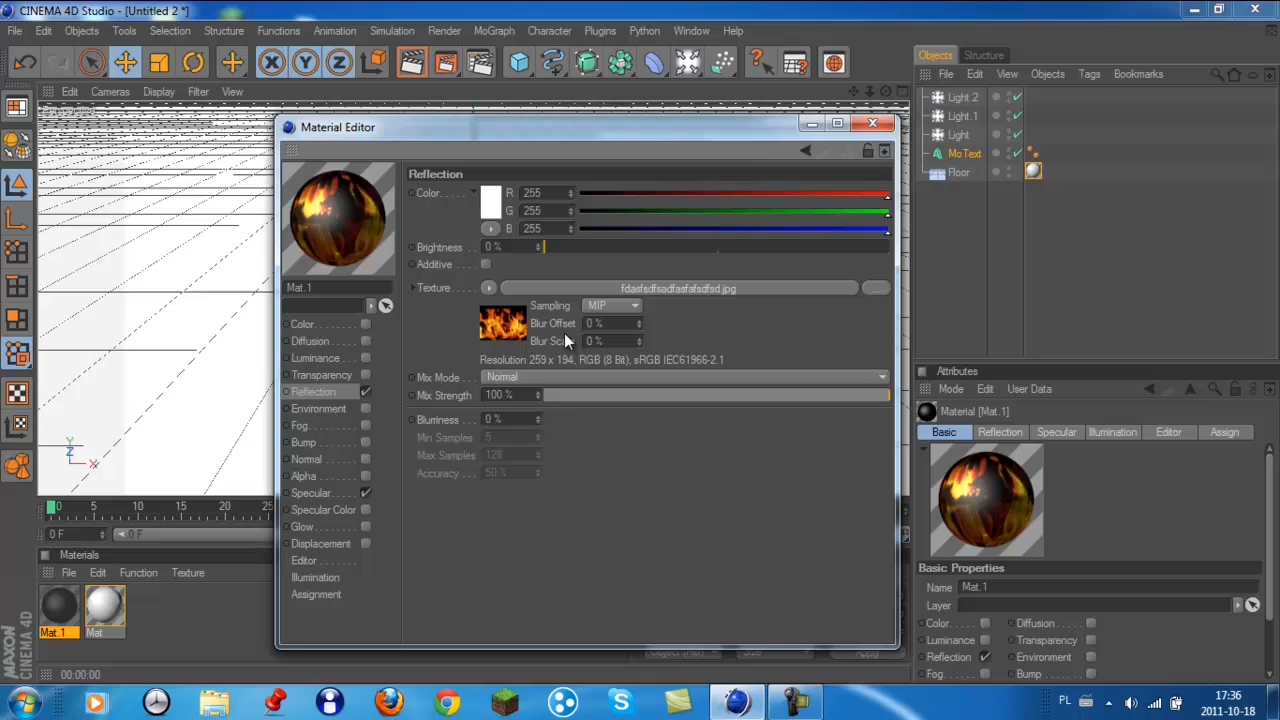 CINEMA 4D Studio - [Untitled 2 *]
File Edit Objects Tools Selection Structure Functions Animation Simulation Render MoGraph Character Plugins Python Window Help
X Y Z
Objects Structure
File Edit View Objects Tags Bookmarks
Edit Cameras Display Filter View
Light 2
Light.1
Light
MoText
Floor
Material Editor
Reflection
Color R 255
G 255
B 255
Brightness 0 %
Additive
Texture fdasfsdfsadfasfafsdfsd.jpg ...
Sampling MIP
Blur Offset 0 %
Blur Sca 0 %
Resolution 259 x 194, RGB (8 Bit), sRGB IEC61966-2.1
Mix Mode Normal
Mix Strength 100 %
Blurriness 0 %
Min Samples 5
Max Samples 128
Accuracy 50 %
Mat.1
Color
Diffusion
Luminance
Transparency
Reflection
Environment
Fog
Bump
Normal
Alpha
Specular
Specular Color
Glow
Displacement
Editor
Illumination
Assignment
Y
Z
X
0 5 10 15 20 25
0 F 0 F
Materials
File Edit Function Texture
Mat.1 Mat
MAXON
CINEMA 4D
00:00:00
Size Apply
Attributes
Mode Edit User Data
Material [Mat.1]
Basic Reflection Specular Illumination Editor Assign
Basic Properties
Name Mat.1
Layer
Color Diffusion
Luminance Transparency
Reflection Environment
Fog Bump
PL 17:36
2011-10-18